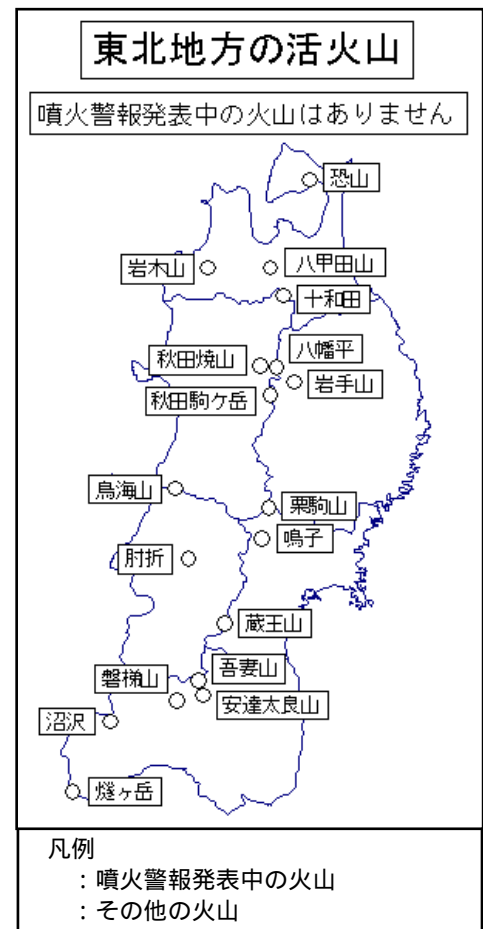 東北地方の活火山
噴火警報発表中の火山はありません
恐山
岩木山
八甲田山
十和田
八幡平
秋田焼山
岩手山
秋田駒ケ岳
鳥海山
栗駒山
鳴子
肘折
蔵王山
吾妻山
磐梯山
安達太良山
沼沢
燧ヶ岳
凡例
：噴火警報発表中の火山
：その他の火山